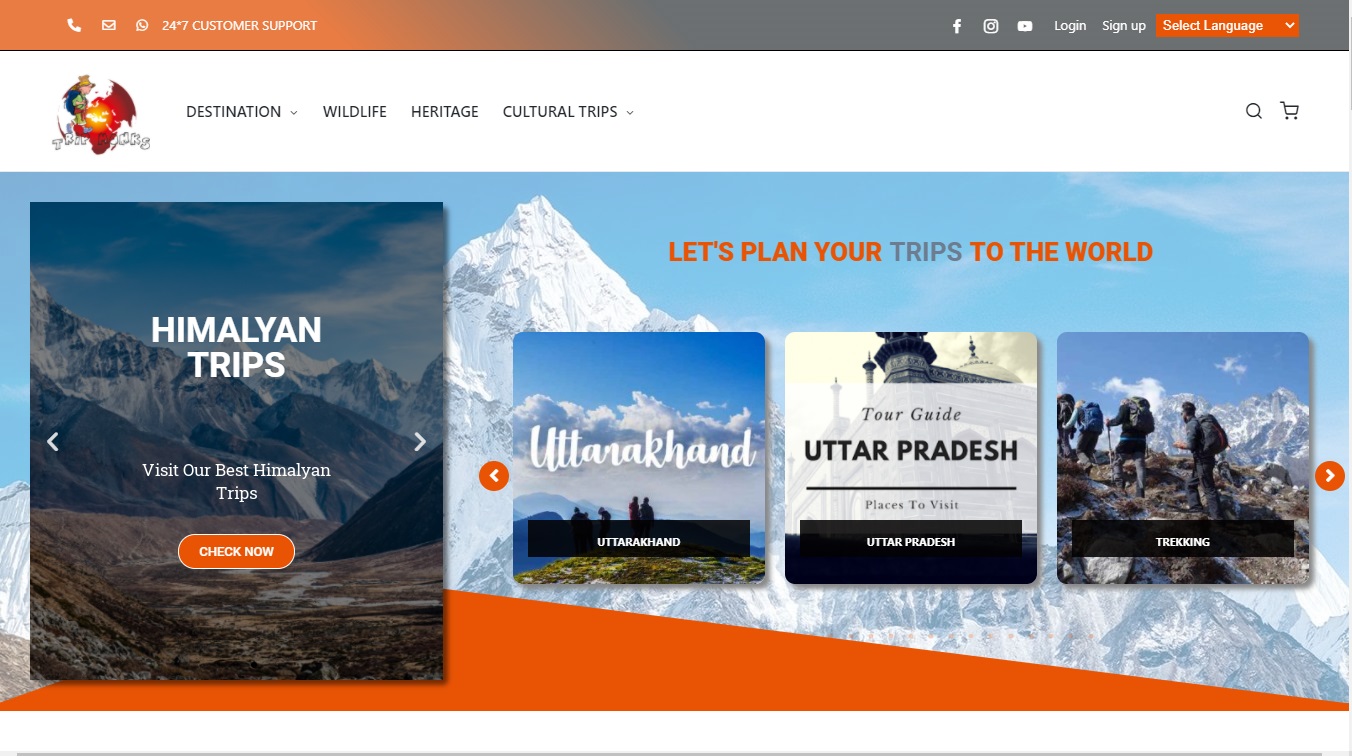 24*7 CUSTOMER SUPPORT
Login
Sign up
Select Language
TRIP ROOKS
DESTINATION
WILDLIFE
HERITAGE
CULTURAL TRIPS
HIMALYAN
TRIPS
Visit Our Best Himalyan
Trips
CHECK NOW
LET'S PLAN YOUR TRIPS TO THE WORLD
Uttarakhand
UTTARAKHAND
Tour Guide
UTTAR PRADESH
Places To Visit
UTTAR PRADESH
TREKKING